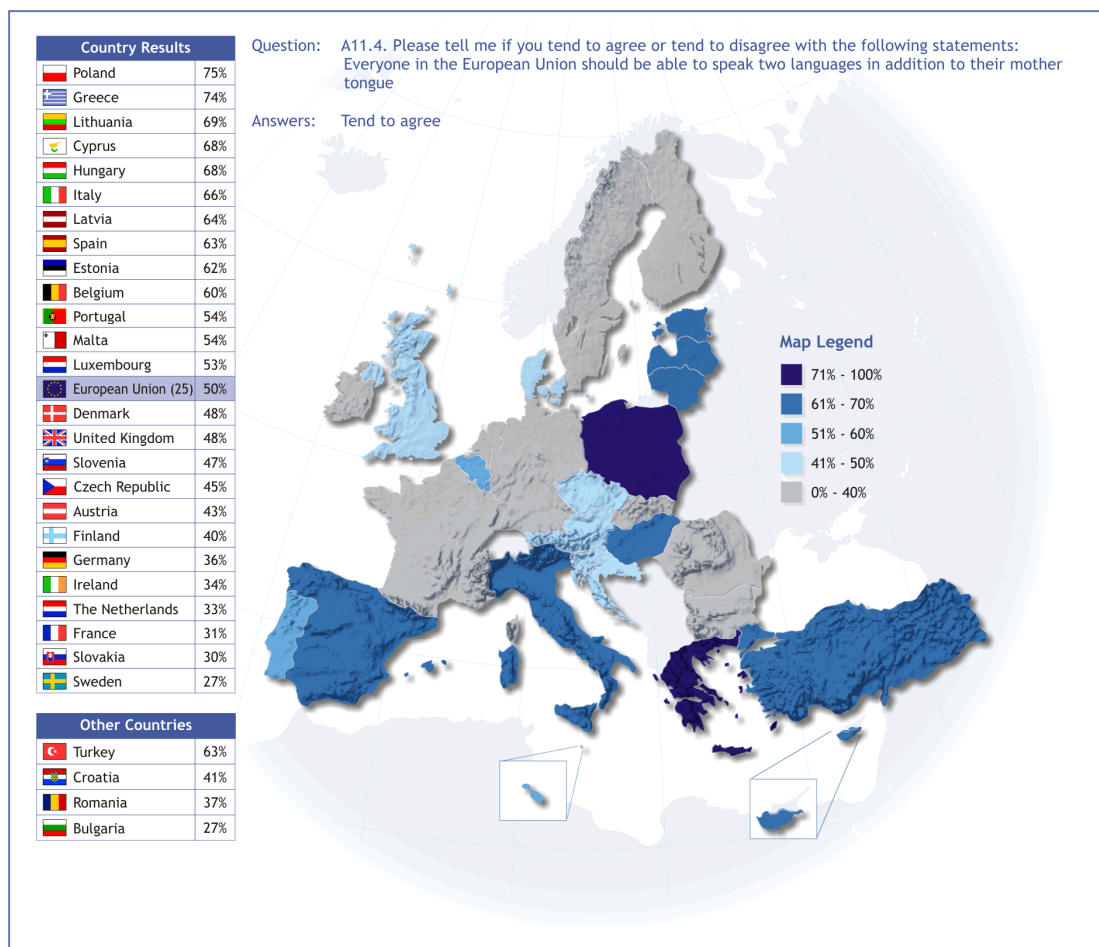 Country Results
Poland 75%
Greece 74%
Lithuania 69%
Cyprus 68%
Hungary 68%
Italy 66%
Latvia 64%
Spain 63%
Estonia 62%
Belgium 60%
Portugal 54%
Malta 54%
Luxembourg 53%
European Union (25) 50%
Denmark 48%
United Kingdom 48%
Slovenia 47%
Czech Republic 45%
Austria 43%
Finland 40%
Germany 36%
Ireland 34%
The Netherlands 33%
France 31%
Slovakia 30%
Sweden 27%
Other Countries
Turkey 63%
Croatia 41%
Romania 37%
Bulgaria 27%
Question: A11.4. Please tell me if you tend to agree or tend to disagree with the following statements:
Everyone in the European Union should be able to speak two languages in addition to their mother
tongue
Answers: Tend to agree
Map Legend
71% - 100%
61% - 70%
51% - 60%
41% - 50%
0% - 40%